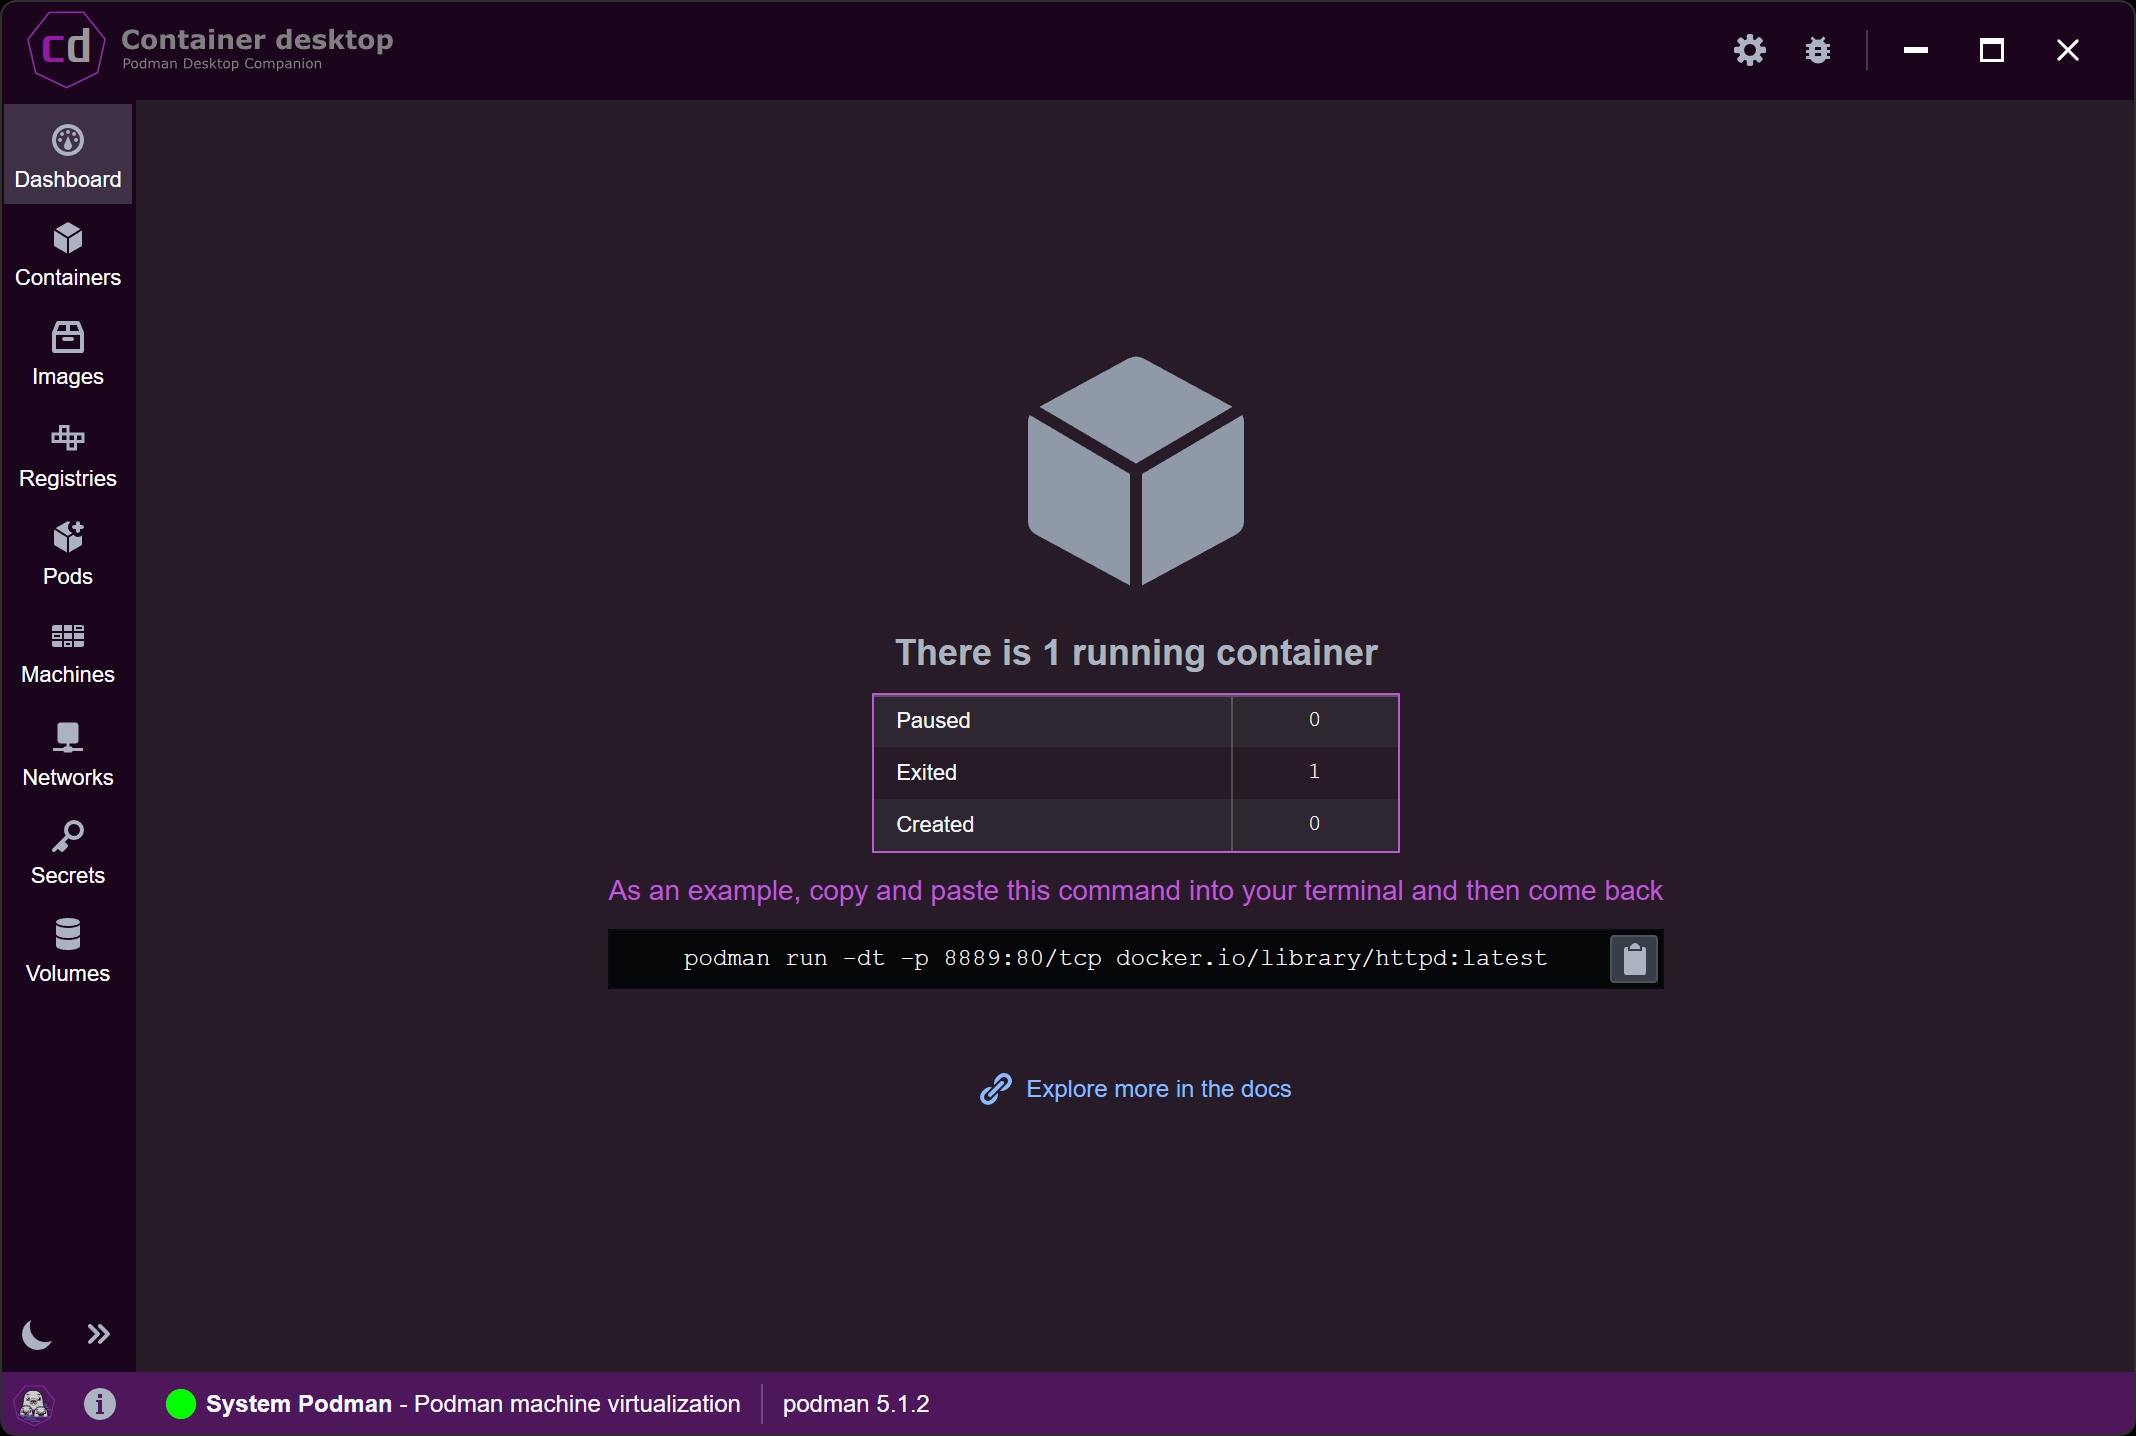 cd
Container desktop
Podman Desktop Companion
Dashboard
Containers
Images
Registries
Pods
Machines
Networks
Secrets
Volumes
There is 1 running container
Paused 0
Exited 1
Created 0
As an example, copy and paste this command into your terminal and then come back
podman run -dt -p 8889:80/tcp docker.io/library/httpd:latest
Explore more in the docs
System Podman - Podman machine virtualization
podman 5.1.2